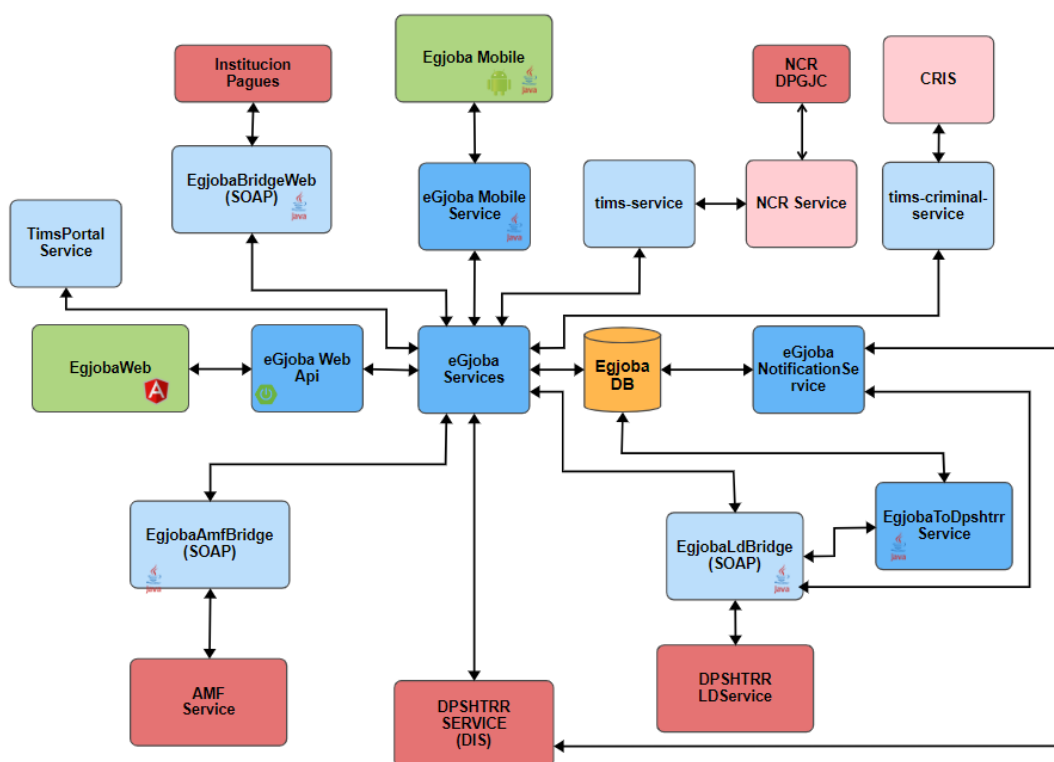 Institucion
Pagues
Egjoba Mobile
Java
NCR
DPGJC
CRIS
EgjobaBridgeWeb
(SOAP)
Java
eGjoba Mobile
Service
Java
tims-service
NCR Service
tims-criminal-
service
TimsPortal
Service
EgjobaWeb
eGjoba Web
Api
eGjoba
Services
Egjoba
DB
eGjoba
NotificationSe
rvice
EgjobaAmfBridge
(SOAP)
Java
EgjobaLdBridge
(SOAP)
Java
EgjobaToDpshtrr
Service
Java
AMF
Service
DPSHTRR
SERVICE
(DIS)
DPSHTRR
LDService